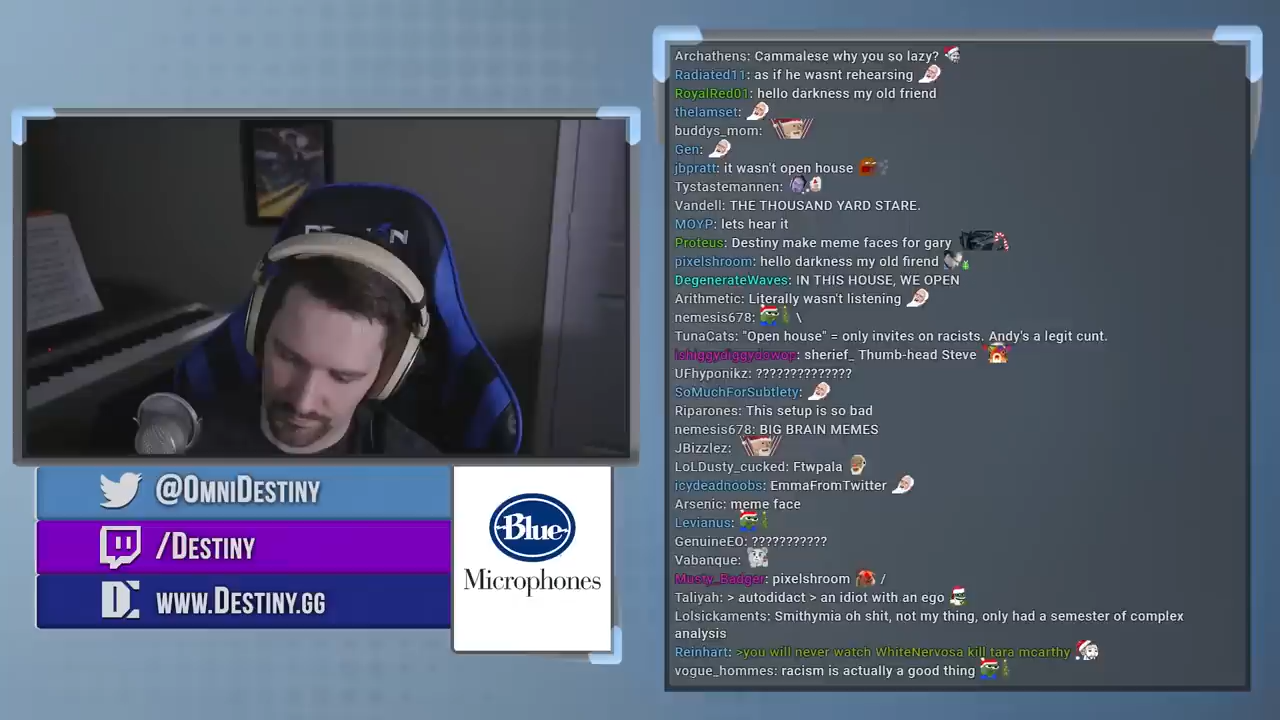 Archathens: Cammalese why you so lazy?
Radiated11: as if he wasnt rehearsing
RoyalRed01: hello darkness my old friend
thelamset:
buddys_mom:
Gen:
jbpratt: it wasn't open house
Tystastemannen:
Vandell: THE THOUSAND YARD STARE.
MOYP: lets hear it
Proteus: Destiny make meme faces for gary
pixelshroom: hello darkness my old firend
DegenerateWaves: IN THIS HOUSE, WE OPEN
Arithmetic: Literally wasn't listening
nemesis678: \
TunaCats: "Open house" = only invites on racists. Andy's a legit cunt.
ishiggydiggydowop: sherief_ Thumb-head Steve
UFhyponikz: ??????????????
SoMuchForSubtlety:
Riparones: This setup is so bad
nemesis678: BIG BRAIN MEMES
JBizzlez:
LoLDusty_cucked: Ftwpala
icydeadnoobs: EmmaFromTwitter
Arsenic: meme face
Levianus:
GenuineEO: ???????????
Vabanque:
Musty_Badger: pixelshroom /
Taliyah: > autodidact > an idiot with an ego
Lolsickaments: Smithymia oh shit, not my thing, only had a semester of complex
analysis
Reinhart: >you will never watch WhiteNervosa kill tara mcarthy
vogue_hommes: racism is actually a good thing
@OmniDestiny
/Destiny
www.Destiny.gg
Blue
Microphones